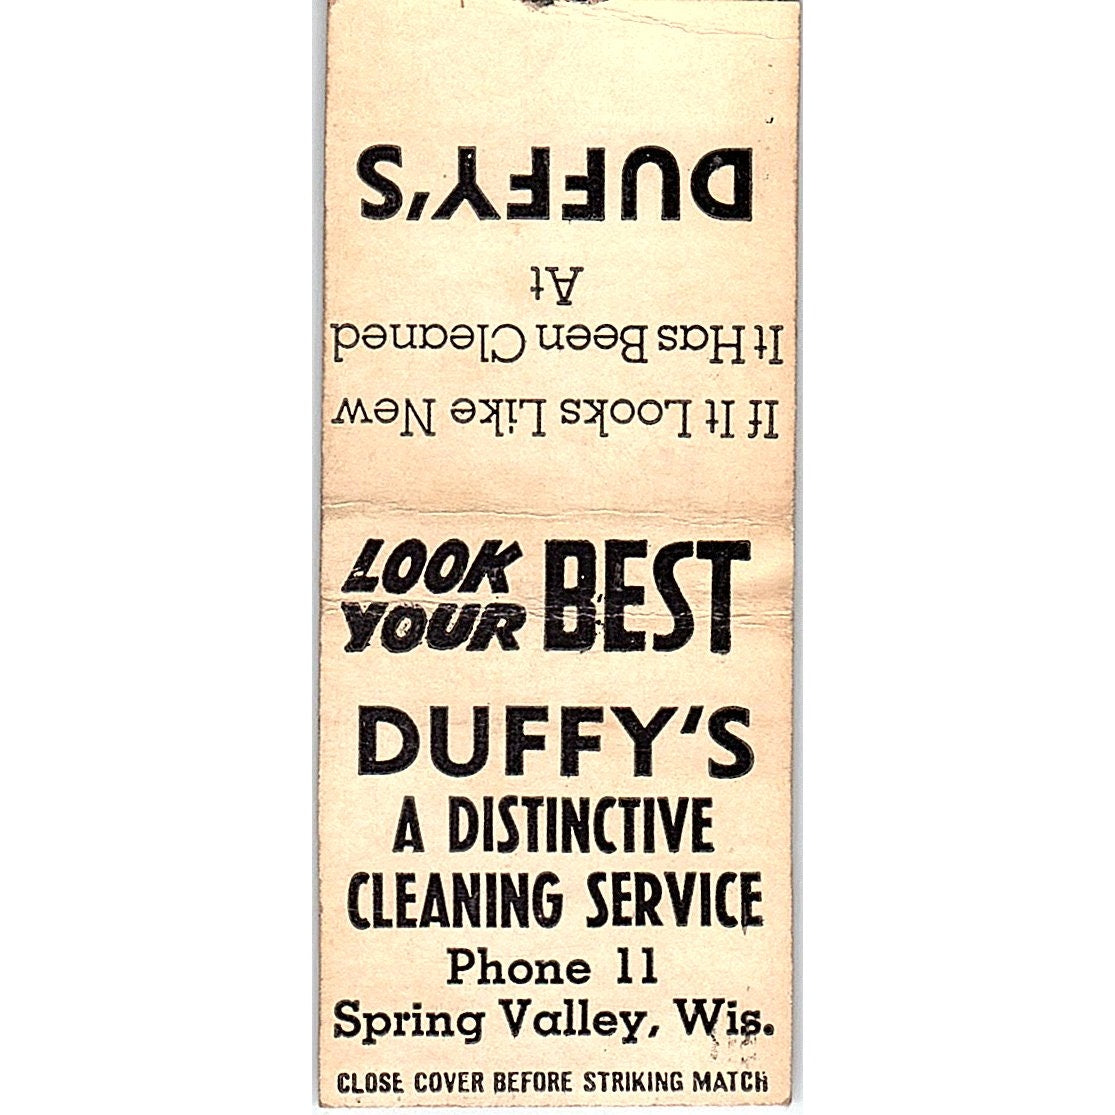 If It Looks Like New
It Has Been Cleaned
At
DUFFY'S
LOOK
YOUR BEST
DUFFY'S
A DISTINCTIVE
CLEANING SERVICE
Phone 11
Spring Valley, Wis.
CLOSE COVER BEFORE STRIKING MATCH